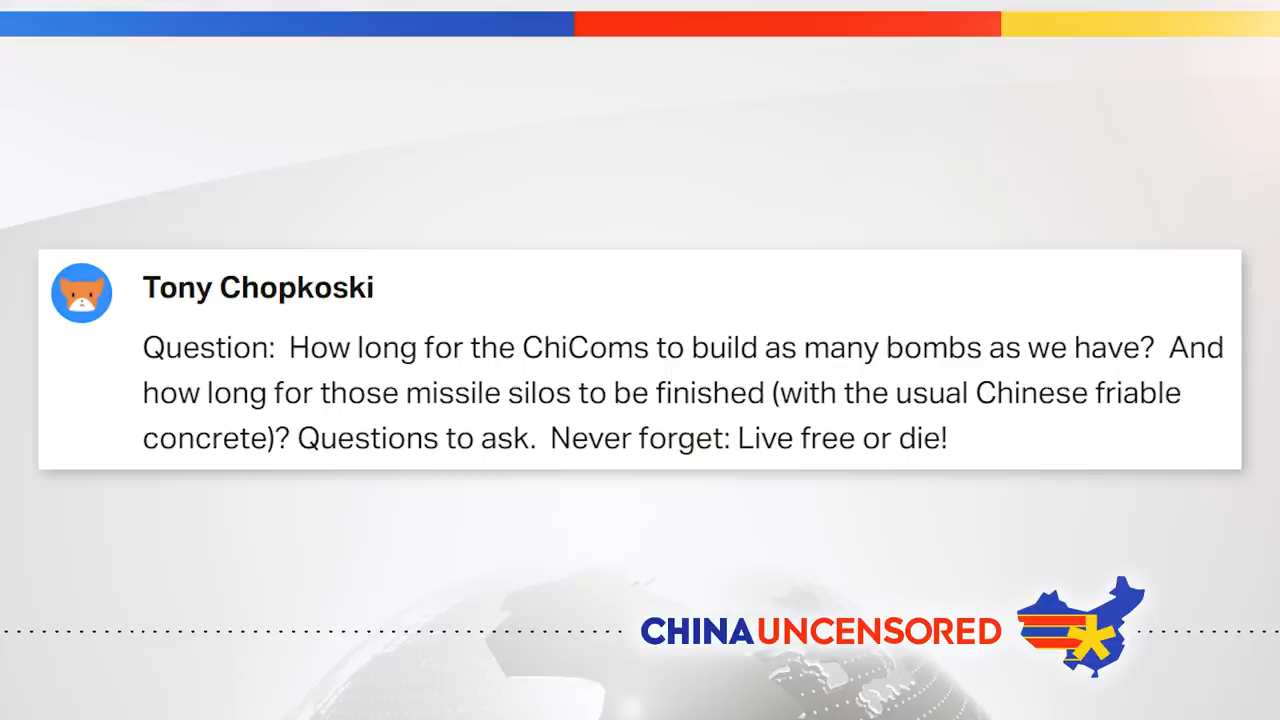 Tony Chopkoski
Question:  How long for the ChiComs to build as many bombs as we have?  And
how long for those missile silos to be finished (with the usual Chinese friable
concrete)? Questions to ask.  Never forget: Live free or die!
CHINAUNCENSORED